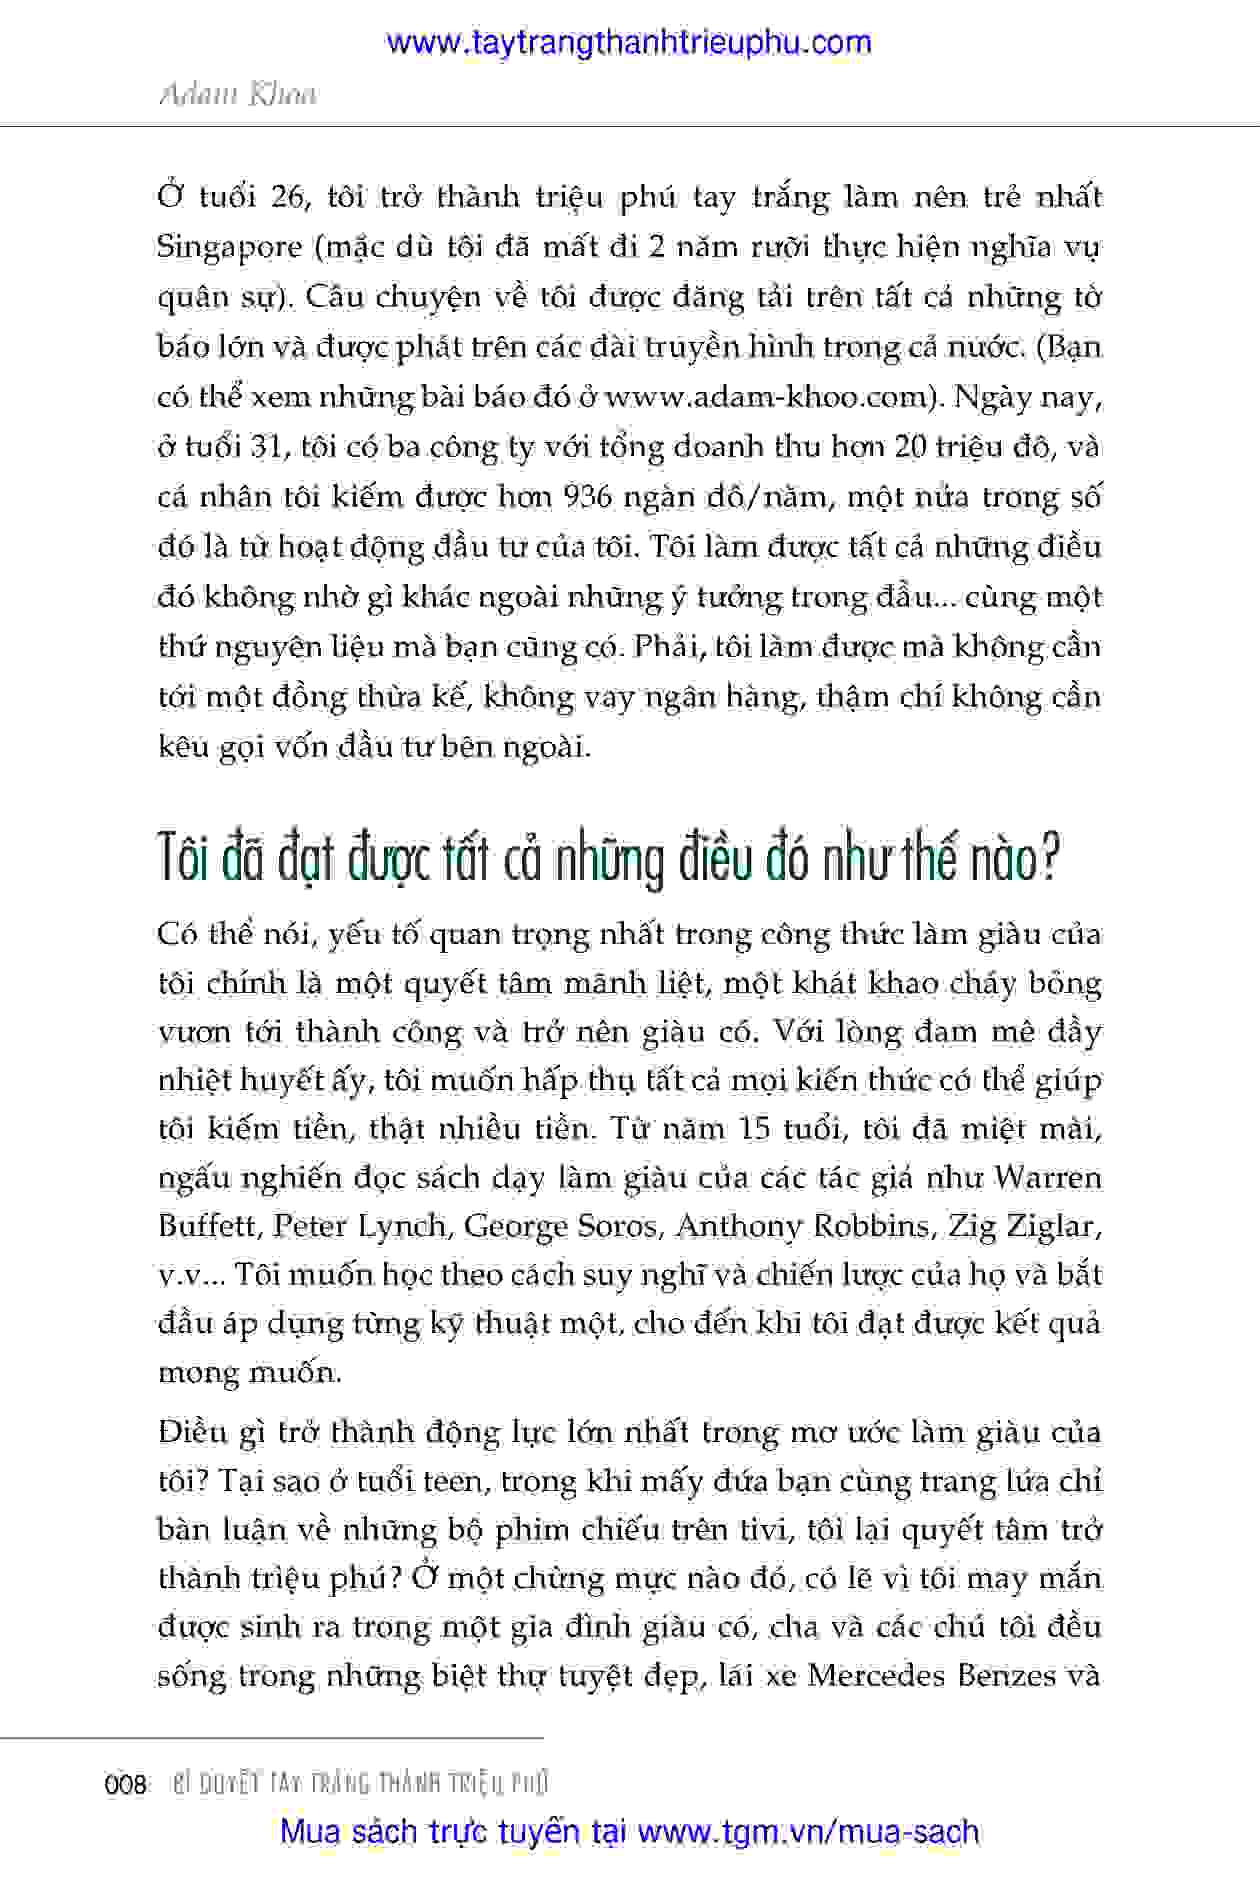 www.taytrangthanhtrieuphu.com
Adam Khoo
Ở tuổi 26, tôi trở thành triệu phú tay trắng làm nên trẻ nhất
Singapore (mặc dù tôi đã mất đi 2 năm rưỡi thực hiện nghĩa vụ
quân sự). Câu chuyện về tôi được đăng tải trên tất cả những tờ
báo lớn và được phát trên các đài truyền hình trong cả nước. (Bạn
có thể xem những bài báo đó ở www.adam-khoo.com). Ngày nay,
ở tuổi 31, tôi có ba công ty với tổng doanh thu hơn 20 triệu đô, và
cá nhân tôi kiếm được hơn 936 ngàn đô/năm, một nửa trong số
đó là từ hoạt động đầu tư của tôi. Tôi làm được tất cả những điều
đó không nhờ gì khác ngoài những ý tưởng trong đầu... cùng một
thứ nguyên liệu mà bạn cũng có. Phải, tôi làm được mà không cần
tới một đồng thừa kế, không vay ngân hàng, thậm chí không cần
kêu gọi vốn đầu tư bên ngoài.
Tôi đã đạt được tất cả những điều đó như thế nào?
Có thể nói, yếu tố quan trọng nhất trong công thức làm giàu của
tôi chính là một quyết tâm mãnh liệt, một khát khao cháy bỏng
vươn tới thành công và trở nên giàu có. Với lòng đam mê đầy
nhiệt huyết ấy, tôi muốn hấp thụ tất cả mọi kiến thức có thể giúp
tôi kiếm tiền, thật nhiều tiền. Từ năm 15 tuổi, tôi đã miệt mài,
ngấu nghiến đọc sách dạy làm giàu của các tác giả như Warren
Buffett, Peter Lynch, George Soros, Anthony Robbins, Zig Ziglar,
v.v... Tôi muốn học theo cách suy nghĩ và chiến lược của họ và bắt
đầu áp dụng từng kỹ thuật một, cho đến khi tôi đạt được kết quả
mong muốn.
Điều gì trở thành động lực lớn nhất trong mơ ước làm giàu của
tôi? Tại sao ở tuổi teen, trong khi mấy đứa bạn cùng trang lứa chỉ
bàn luận về những bộ phim chiếu trên tivi, tôi lại quyết tâm trở
thành triệu phú? Ở một chừng mực nào đó, có lẽ vì tôi may mắn
được sinh ra trong một gia đình giàu có, cha và các chú tôi đều
sống trong những biệt thự tuyệt đẹp, lái xe Mercedes Benzes và
008 BÍ QUYẾT TAY TRẮNG THÀNH TRIỆU PHÚ
Mua sách trực tuyến tại www.tgm.vn/mua-sach